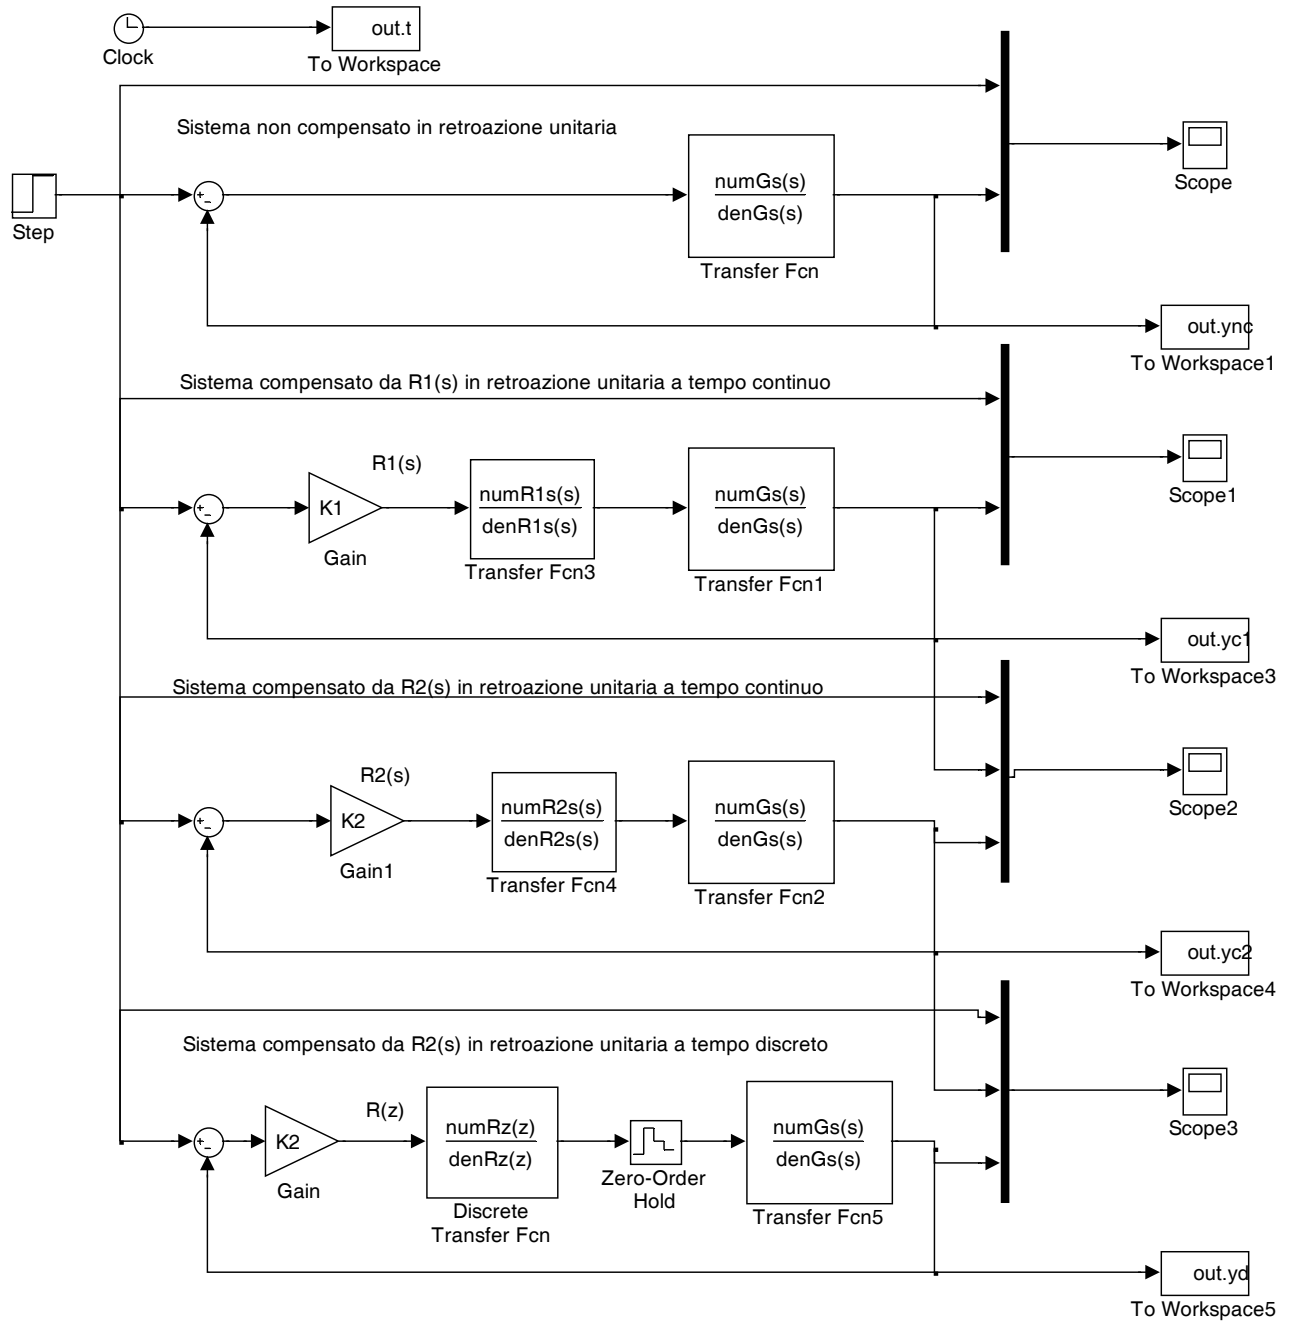 out.t
Clock
To Workspace
Sistema non compensato in retroazione unitaria
+
-
numGs(s)
denGs(s)
Scope
Step
Transfer Fcn
out.ync
To Workspace1
Sistema compensato da R1(s) in retroazione unitaria a tempo continuo
R1(s)
+
-
K1
numR1s(s)
denR1s(s)
numGs(s)
denGs(s)
Scope1
Gain
Transfer Fcn3
Transfer Fcn1
out.yc1
To Workspace3
Sistema compensato da R2(s) in retroazione unitaria a tempo continuo
R2(s)
+
-
K2
numR2s(s)
denR2s(s)
numGs(s)
denGs(s)
Scope2
Gain1
Transfer Fcn4
Transfer Fcn2
out.yc2
To Workspace4
Sistema compensato da R2(s) in retroazione unitaria a tempo discreto
R(z)
+
-
K2
numRz(z)
denRz(z)
numGs(s)
denGs(s)
Scope3
Gain
Zero-Order
Hold
Discrete
Transfer Fcn
Transfer Fcn5
out.yd
To Workspace5